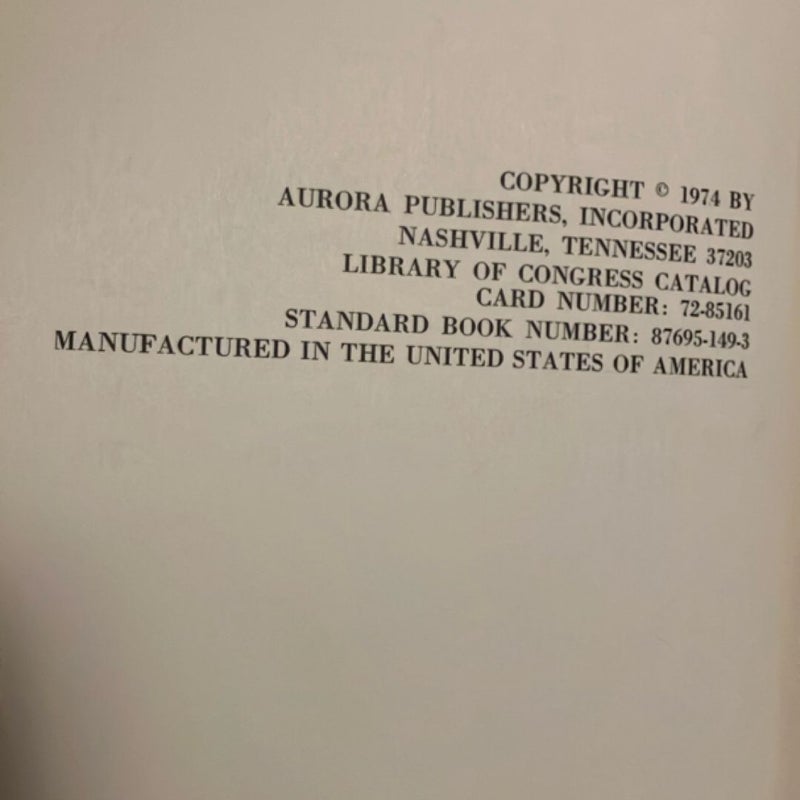 COPYRIGHT © 1974 BY
AURORA PUBLISHERS, INCORPORATED
NASHVILLE, TENNESSEE 37203
LIBRARY OF CONGRESS CATALOG
CARD NUMBER: 72-85161
STANDARD BOOK NUMBER: 87695-149-3
MANUFACTURED IN THE UNITED STATES OF AMERICA